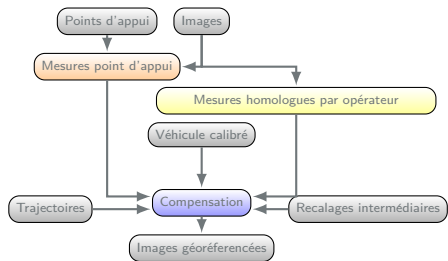 Points d'appui
Images
Mesures point d'appui
Mesures homologues par opérateur
Véhicule calibré
Trajectoires
Compensation
Recalages intermédiaires
Images géoréferencées